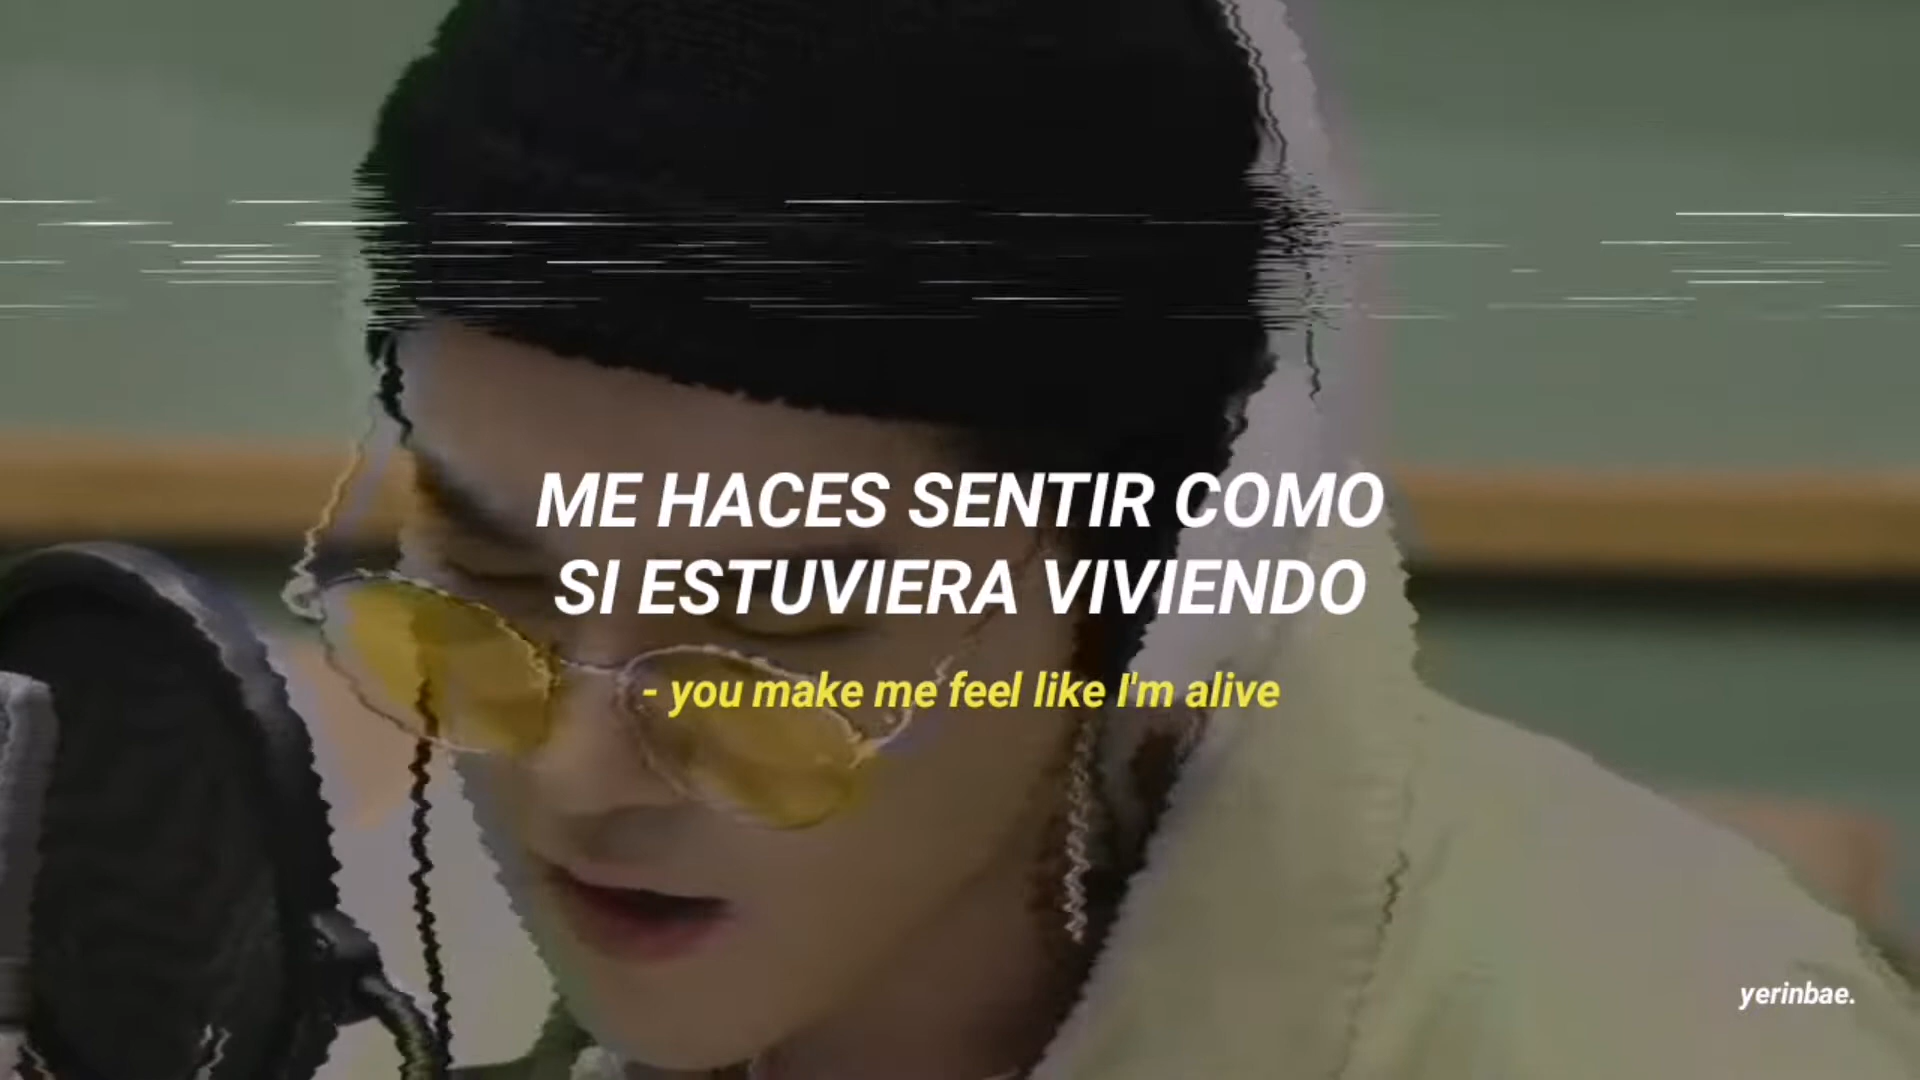 ME HACES SENTIR COMO
SI ESTUVIERA VIVIENDO
- you make me feel like I'm alive
yerinbae.